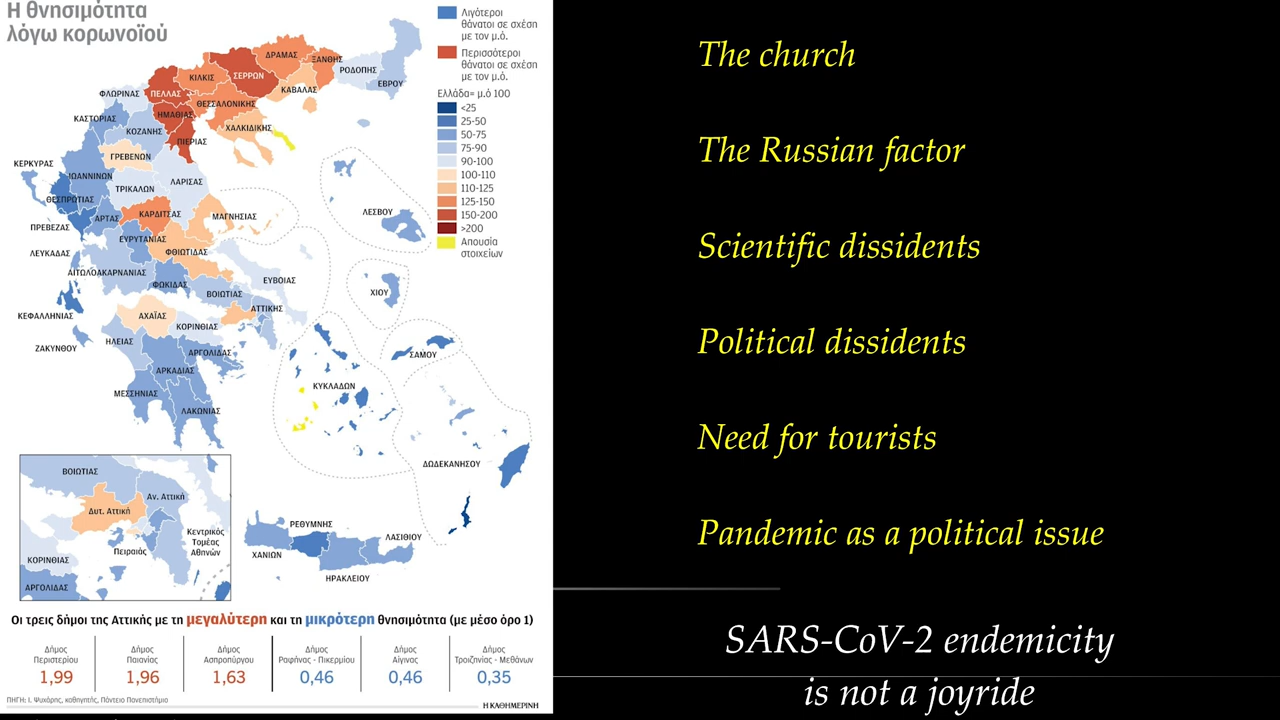 Η θνησιμότητα
λόγω κορωνοϊού
Λιγότεροι
θάνατοι σε σχέση
με τον μ.ό.
Περισσότεροι
θάνατοι σε σχέση
με τον μ.ό.
Ελλάδα= μ.ό 100
<25
25-50
50-75
75-90
90-100
100-110
110-125
125-150
150-200
>200
Απουσία
στοιχείων
ΔΡΑΜΑΣ
ΞΑΝΘΗΣ
ΡΟΔΟΠΗΣ
ΕΒΡΟΥ
ΣΕΡΡΩΝ
ΚΙΛΚΙΣ
ΚΑΒΑΛΑΣ
ΠΕΛΛΑΣ
ΦΛΩΡΙΝΑΣ
ΘΕΣΣΑΛΟΝΙΚΗΣ
ΗΜΑΘΙΑΣ
ΚΑΣΤΟΡΙΑΣ
ΧΑΛΚΙΔΙΚΗΣ
ΚΟΖΑΝΗΣ
ΠΙΕΡΙΑΣ
ΓΡΕΒΕΝΩΝ
ΚΕΡΚΥΡΑΣ
ΙΩΑΝΝΙΝΩΝ
ΛΑΡΙΣΑΣ
ΤΡΙΚΑΛΩΝ
ΘΕΣΠΡΩΤΙΑΣ
ΛΕΣΒΟΥ
ΚΑΡΔΙΤΣΑΣ
ΜΑΓΝΗΣΙΑΣ
ΑΡΤΑΣ
ΠΡΕΒΕΖΑΣ
ΕΥΡΥΤΑΝΙΑΣ
ΛΕΥΚΑΔΑΣ
ΦΘΙΩΤΙΔΑΣ
ΑΙΤΩΛΟΑΚΑΡΝΑΝΙΑΣ
ΕΥΒΟΙΑΣ
ΦΩΚΙΔΑΣ
ΒΟΙΩΤΙΑΣ
ΧΙΟΥ
ΑΤΤΙΚΗΣ
ΚΕΦΑΛΛΗΝΙΑΣ
ΑΧΑΪΑΣ
ΚΟΡΙΝΘΙΑΣ
ΗΛΕΙΑΣ
ΖΑΚΥΝΘΟΥ
ΑΡΓΟΛΙΔΑΣ
ΣΑΜΟΥ
ΑΡΚΑΔΙΑΣ
ΚΥΚΛΑΔΩΝ
ΜΕΣΣΗΝΙΑΣ
ΛΑΚΩΝΙΑΣ
ΔΩΔΕΚΑΝΗΣΟΥ
ΡΕΘΥΜΝΗΣ
ΛΑΣΙΘΙΟΥ
ΧΑΝΙΩΝ
ΗΡΑΚΛΕΙΟΥ
ΒΟΙΩΤΙΑΣ
Αν. Αττική
Δυτ. Αττική
Κεντρικός
Τομέας
Αθηνών
Πειραιάς
ΚΟΡΙΝΘΙΑΣ
ΑΡΓΟΛΙΔΑΣ
Οι τρεις δήμοι της Αττικής με τη μεγαλύτερη και τη μικρότερη θνησιμότητα (με μέσο όρο 1)
Δήμος
Περιστερίου
1,99
Δήμος
Παιανίας
1,96
Δήμος
Ασπροπύργου
1,63
Δήμος
Ραφήνας - Πικερμίου
0,46
Δήμος
Αίγινας
0,46
Δήμος
Τροιζηνίας - Μεθάνων
0,35
ΠΗΓΗ: Ι. Ψυχάρης, καθηγητής, Πάντειο Πανεπιστήμιο
Η ΚΑΘΗΜΕΡΙΝΗ
The church
The Russian factor
Scientific dissidents
Political dissidents
Need for tourists
Pandemic as a political issue
SARS-CoV-2 endemicity
is not a joyride